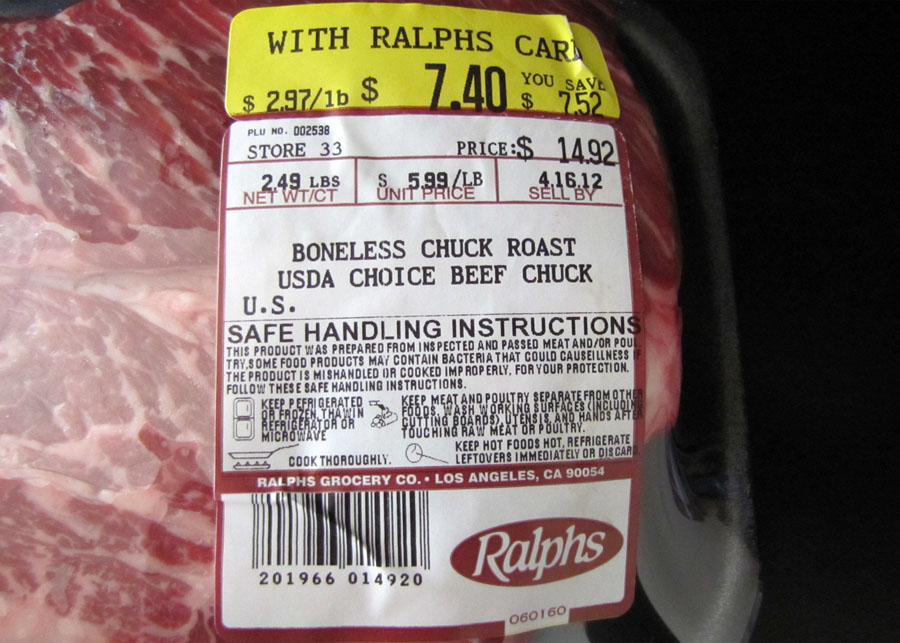 WITH RALPHS CARD
$ 2.97/lb $ 7.40 YOU SAVE $ 7.52
PLU NO. 002538
STORE 33 PRICE:$ 14.92
2.49 LBS $ 5.99/LB 4.16.12
NET WT/CT UNIT PRICE SELL BY
BONELESS CHUCK ROAST
USDA CHOICE BEEF CHUCK
U.S.
SAFE HANDLING INSTRUCTIONS
THIS PRODUCT WAS PREPARED FROM INSPECTED AND PASSED MEAT AND/OR POUL
TRY, SOME FOOD PRODUCTS MAY CONTAIN BACTERIA THAT COULD CAUSE ILLNESS IF
THE PRODUCT IS MISHANDLED OR COOKED IMPROPERLY. FOR YOUR PROTECTION.
FOLLOW THESE SAFE HANDLING INSTRUCTIONS.
KEEP REFRIGERATED
OR FROZEN, THAW IN
REFRIGERATOR OR
MICROWAVE
KEEP MEAT AND POULTRY SEPARATE FROM OTHER
FOODS. WASH WORKING SURFACES (INCLUDING
CUTTING BOARDS), UTENSILS AND HANDS AFTER
TOUCHING RAW MEAT OR POULTRY.
COOK THOROUGHLY.
KEEP HOT FOODS HOT, REFRIGERATE
LEFTOVERS IMMEDIATELY OR DISCARD
RALPHS GROCERY CO. • LOS ANGELES, CA 90054
201966 014920
Ralphs
060160